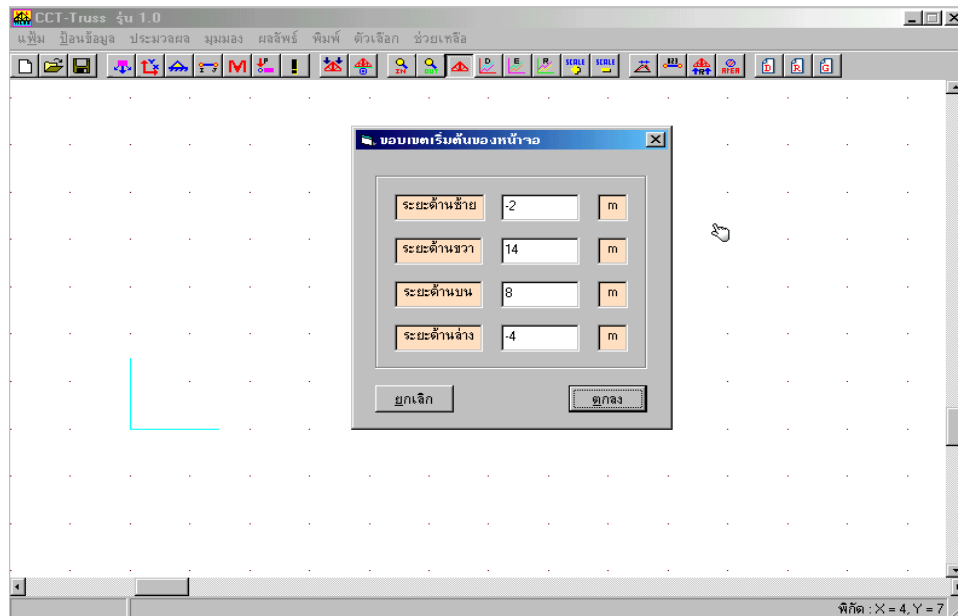 CCT-Truss รุ่น 1.0
แฟ้ม ป้อนข้อมูล ประมวลผล มุมมอง ผลลัพธ์ พิมพ์ ตัวเลือก ช่วยเหลือ
IN OUT D E R SCALE SCALE 123 AREA D R G
ขอบเขตเริ่มต้นของหน้าจอ
ระยะด้านซ้าย -2 m
ระยะด้านขวา 14 m
ระยะด้านบน 8 m
ระยะด้านล่าง -4 m
ยกเลิก ตกลง
พิกัด : X = 4, Y = 7